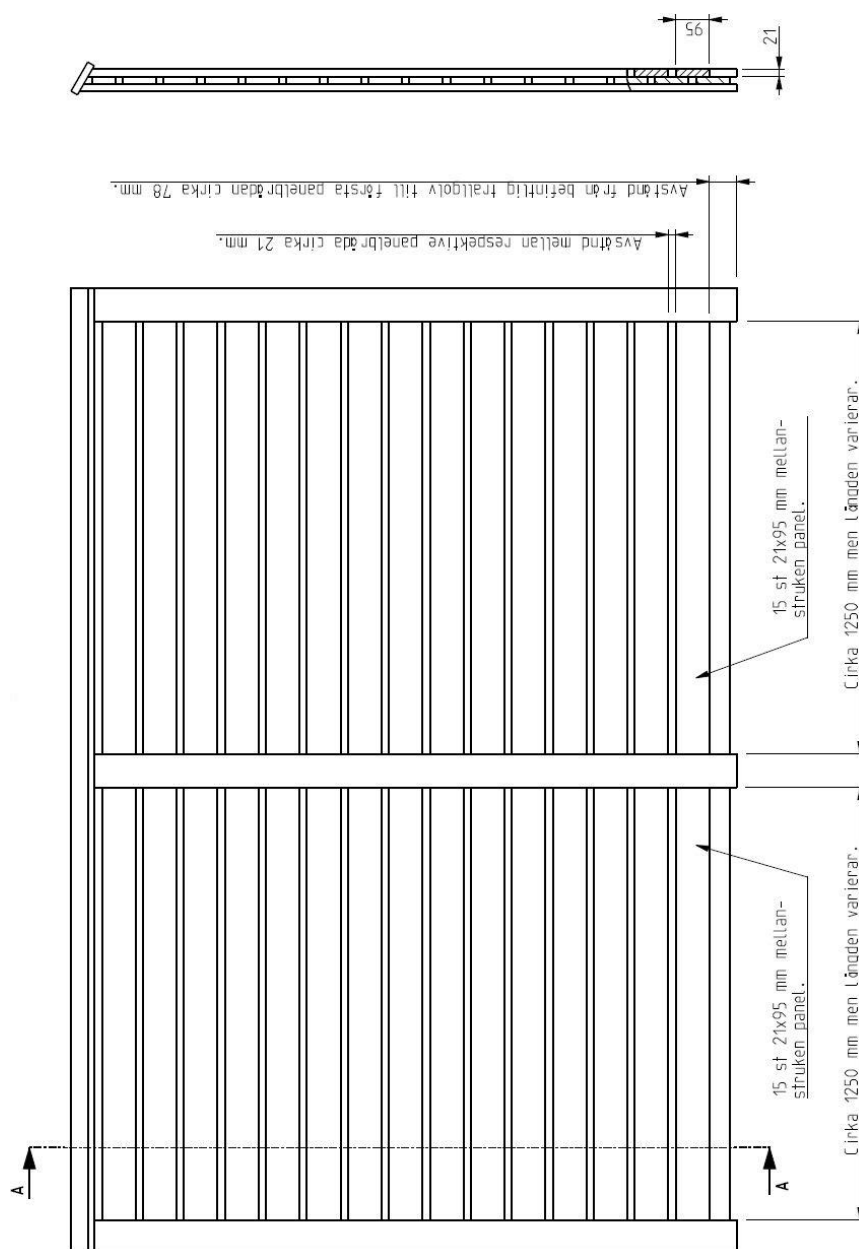 95
21
Avstånd från befintlig trallgolv till första panelbrädan cirka 78 mm.
Avsåtnd mellan respektive panelbräda cirka 21 mm.
15 st 21x95 mm mellan-
struken panel.
Cirka 1250 mm men längden varierar.
15 st 21x95 mm mellan-
struken panel.
Cirka 1250 mm men längden varierar.
A
A